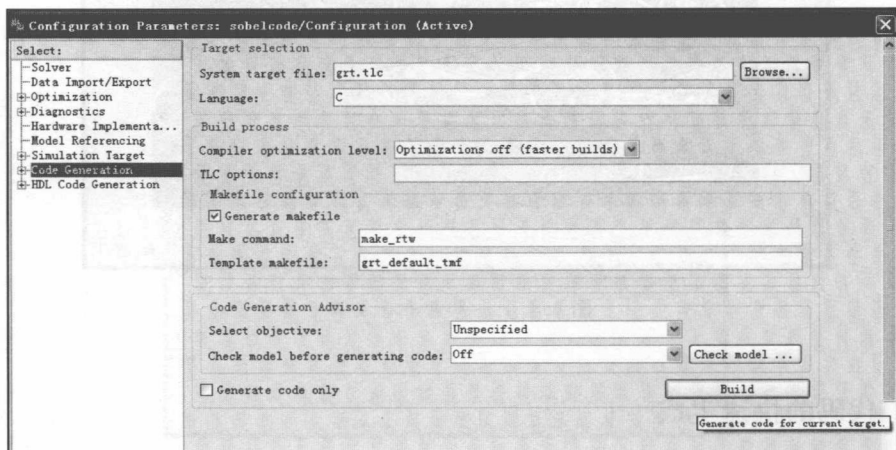 Configuration Parameters: sobelcode/Configuration (Active)
Select:
Solver
Data Import/Export
Optimization
Diagnostics
Hardware Implementa...
Model Referencing
Simulation Target
Code Generation
HDL Code Generation
Target selection
System target file: grt.tlc Browse...
Language: C
Build process
Compiler optimization level: Optimizations off (faster builds)
TLC options:
Makefile configuration
Generate makefile
Make command: make_rtw
Template makefile: grt_default_tmf
Code Generation Advisor
Select objective: Unspecified
Check model before generating code: Off Check model ...
Generate code only Build
Generate code for current target.